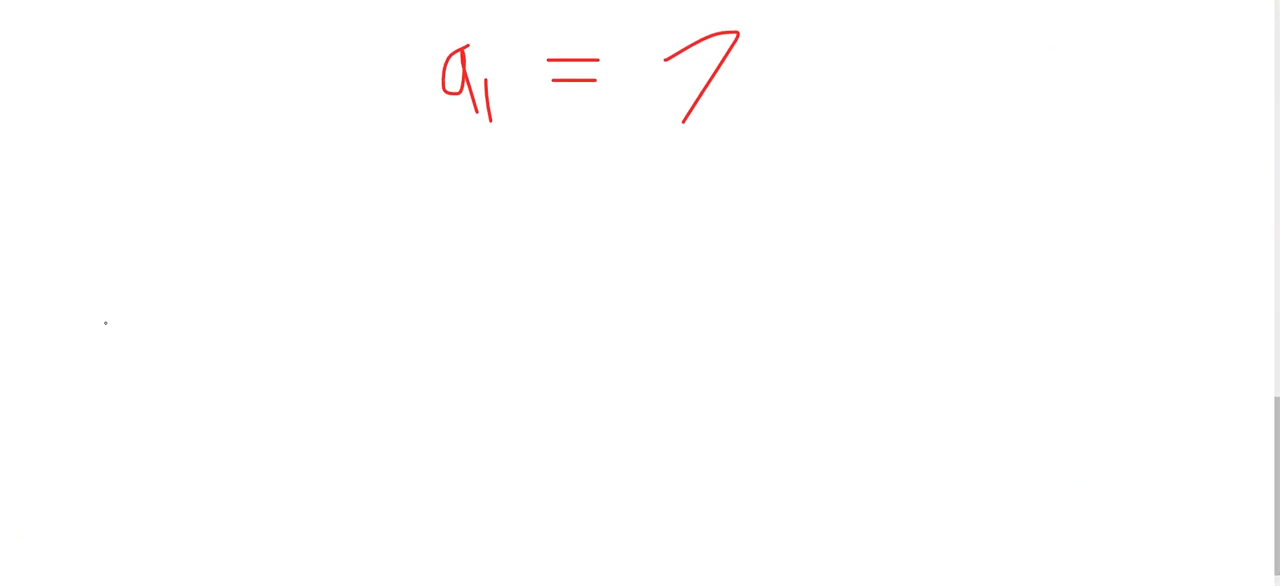 a₁ = 7